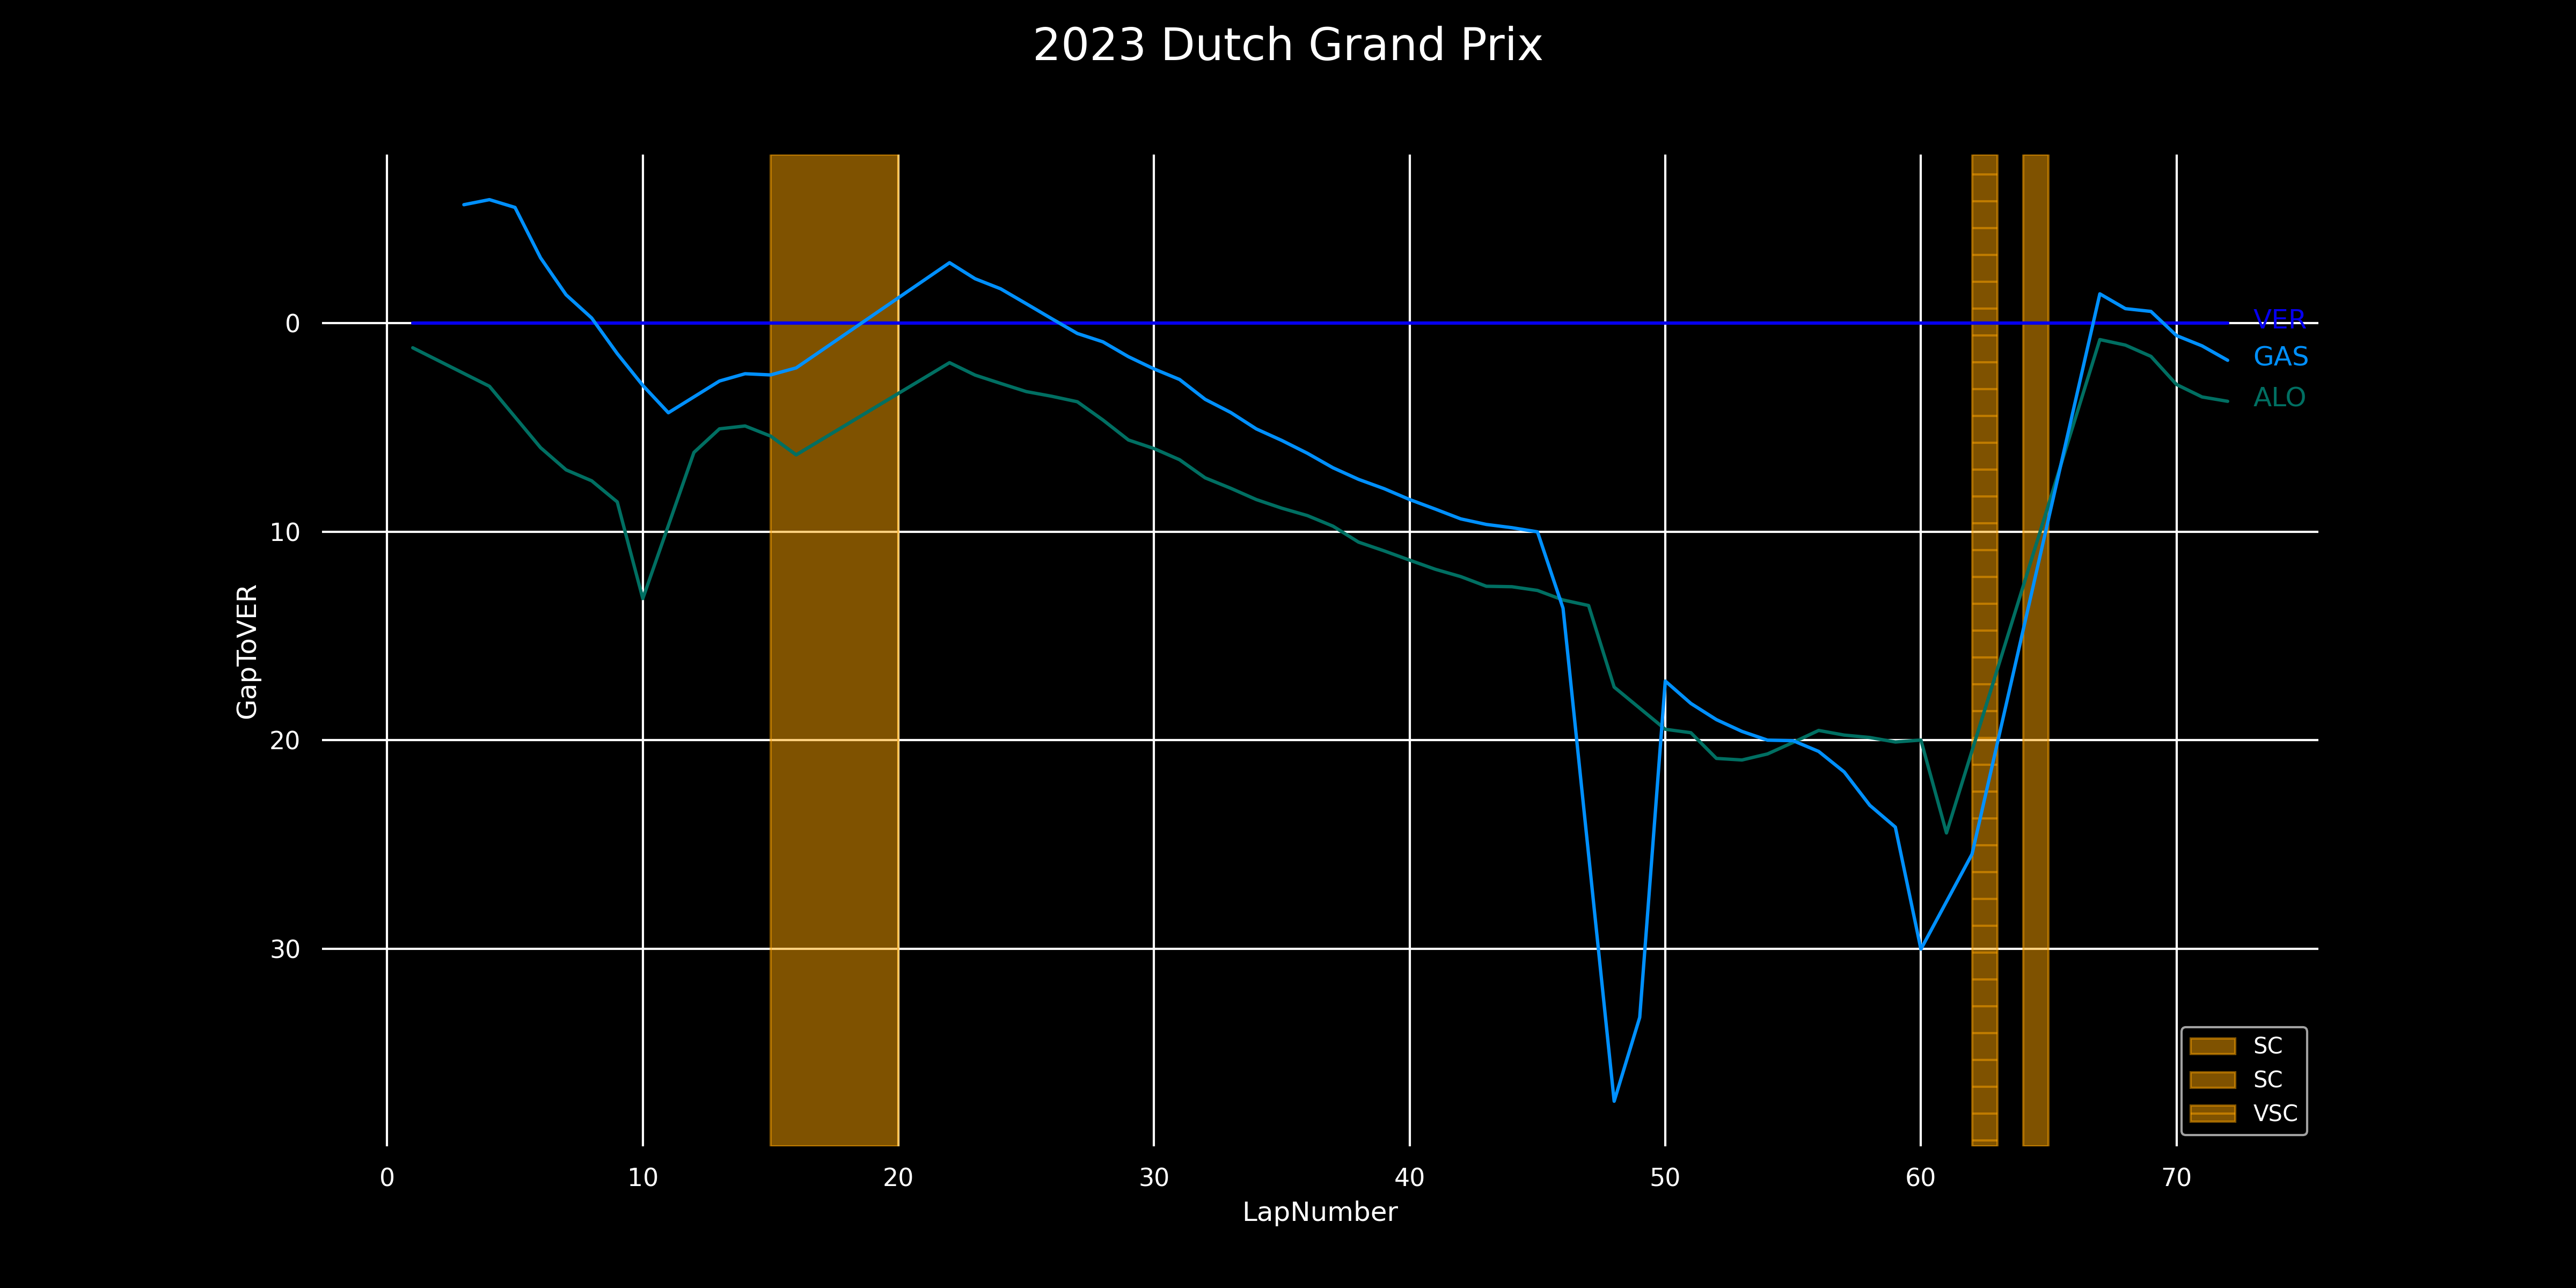 2023 Dutch Grand Prix
0
10
20
30
GapToVER
VER
GAS
ALO
SC
SC
VSC
0 10 20 30 40 50 60 70
LapNumber